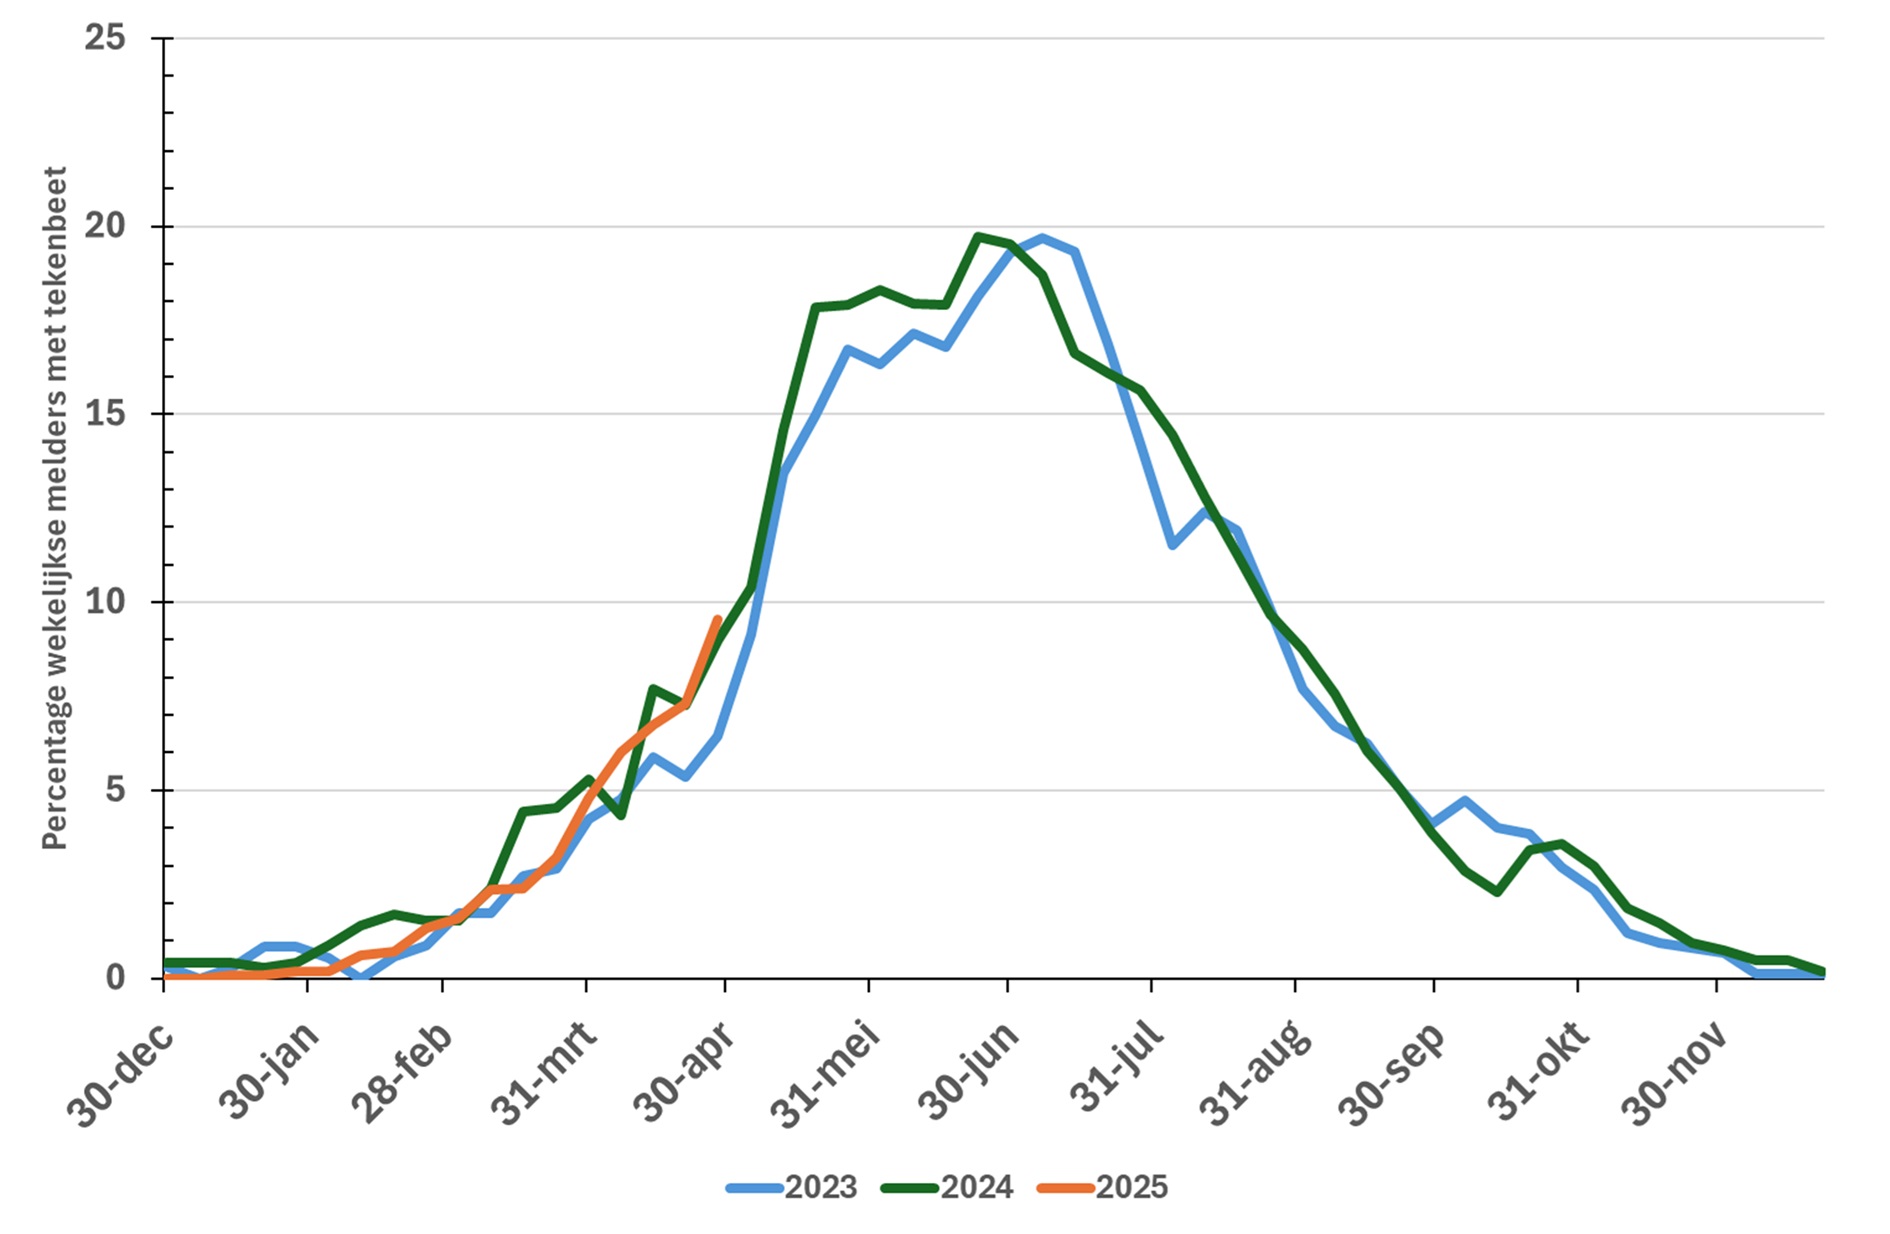 Percentage wekelijkse melders met tekenbeet
25
20
15
10
5
0
30-dec
30-jan
28-feb
31-mrt
30-apr
31-mei
30-jun
31-jul
31-aug
30-sep
31-okt
30-nov
2023
2024
2025